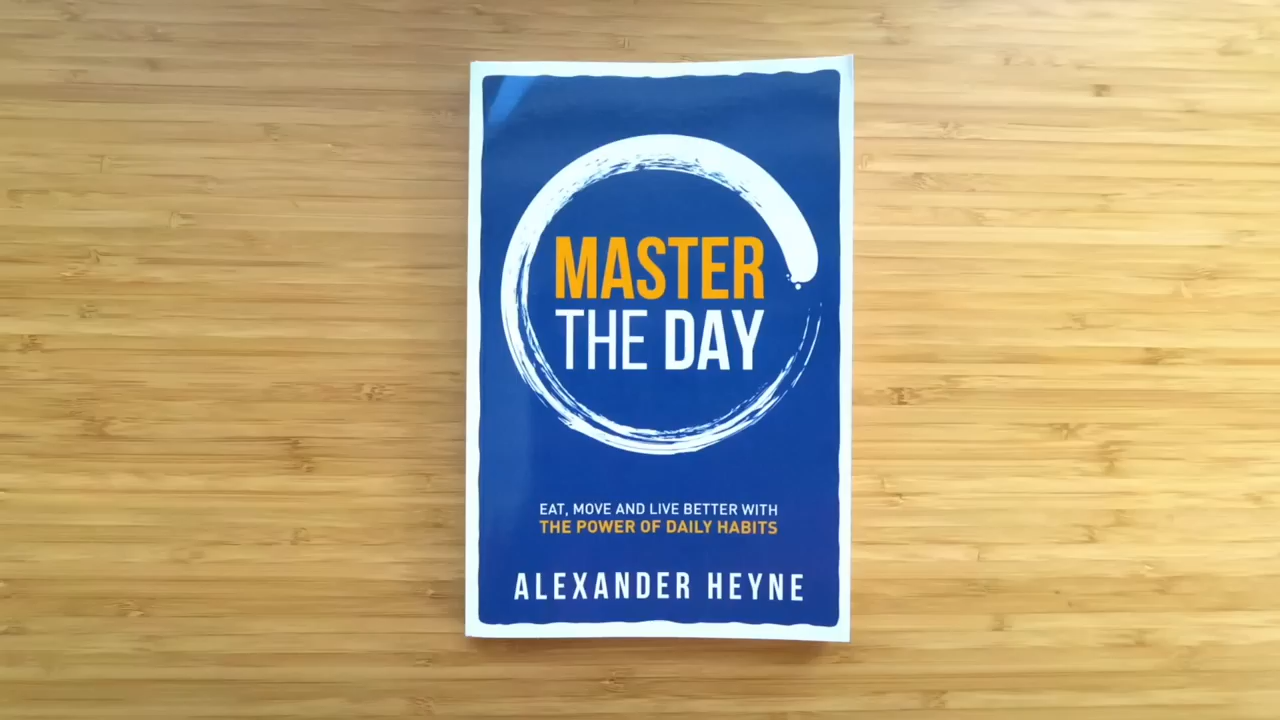 MASTER
THE DAY
EAT, MOVE AND LIVE BETTER WITH
THE POWER OF DAILY HABITS
ALEXANDER HEYNE